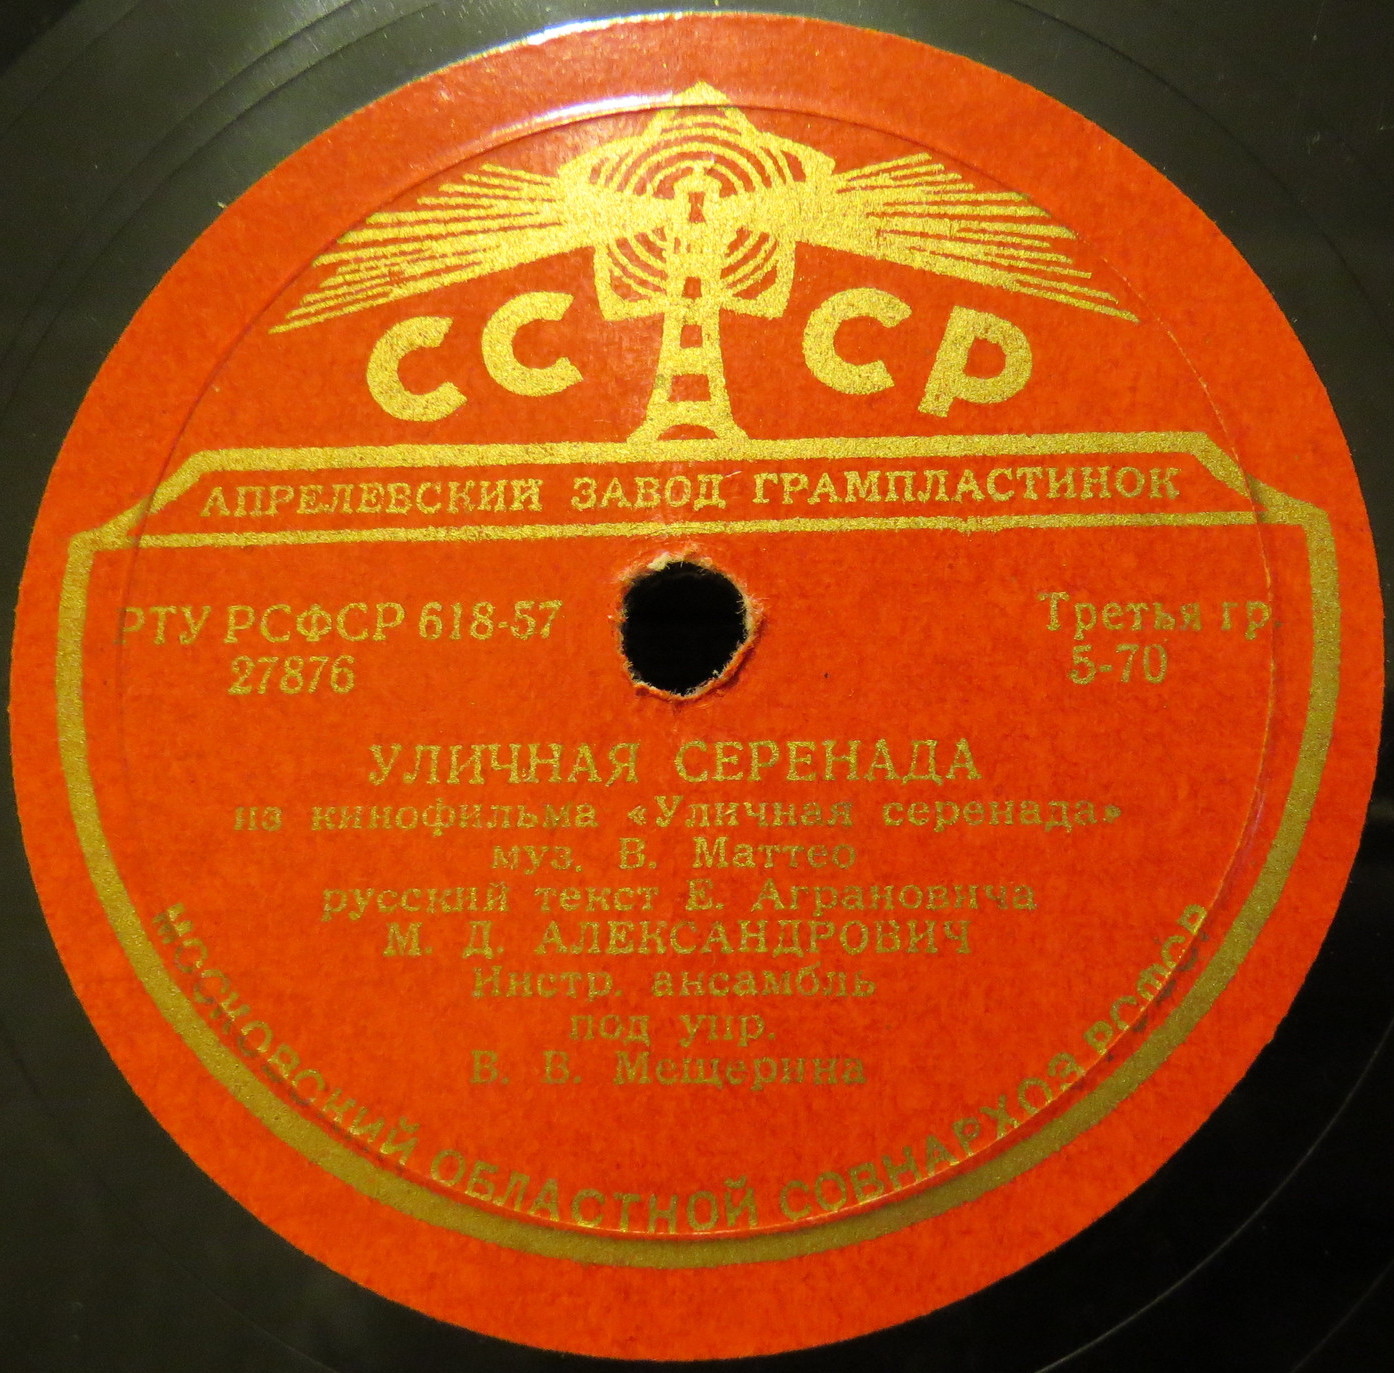 СССР
АПРЕЛЕВСКИЙ ЗАВОД ГРАМПЛАСТИНОК
РТУ РСФСР 618-57
27876
Третья гр.
5-70
УЛИЧНАЯ СЕРЕНАДА
из кинофильма «Уличная серенада»
муз. В. Маттео
русский текст Е. Аграновича
М. Д. АЛЕКСАНДРОВИЧ
Инстр. ансамбль
под упр.
В. В. Мещерина
МОСКОВСКИЙ ОБЛАСТНОЙ СОВНАРХОЗ РСФСР